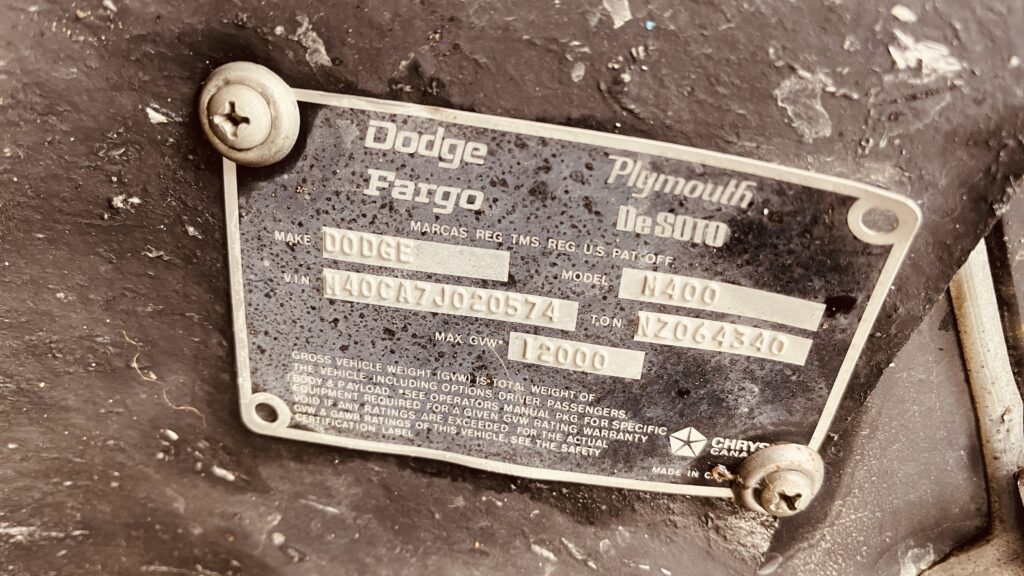 Dodge
Fargo
Plymouth
DeSOTO
MARCAS REG. TMS. REG. U.S. PAT. OFF.
MAKE DODGE
MODEL M400
VIN M40CA7J020574
T.O.N NZ064340
MAX. GVW* 12000
GROSS VEHICLE WEIGHT (GVW) IS TOTAL WEIGHT OF
THE VEHICLE, INCLUDING OPTIONS, DRIVER, PASSENGERS,
BODY & PAYLOAD. *SEE OPERATORS MANUAL PKG FOR SPECIFIC
EQUIPMENT REQUIRED FOR A GIVEN GVW RATING. WARRANTY
VOID IF ANY RATINGS ARE EXCEEDED. FOR THE ACTUAL
GVW & GAWR RATINGS OF THIS VEHICLE, SEE THE SAFETY
CERTIFICATION LABEL.
MADE IN